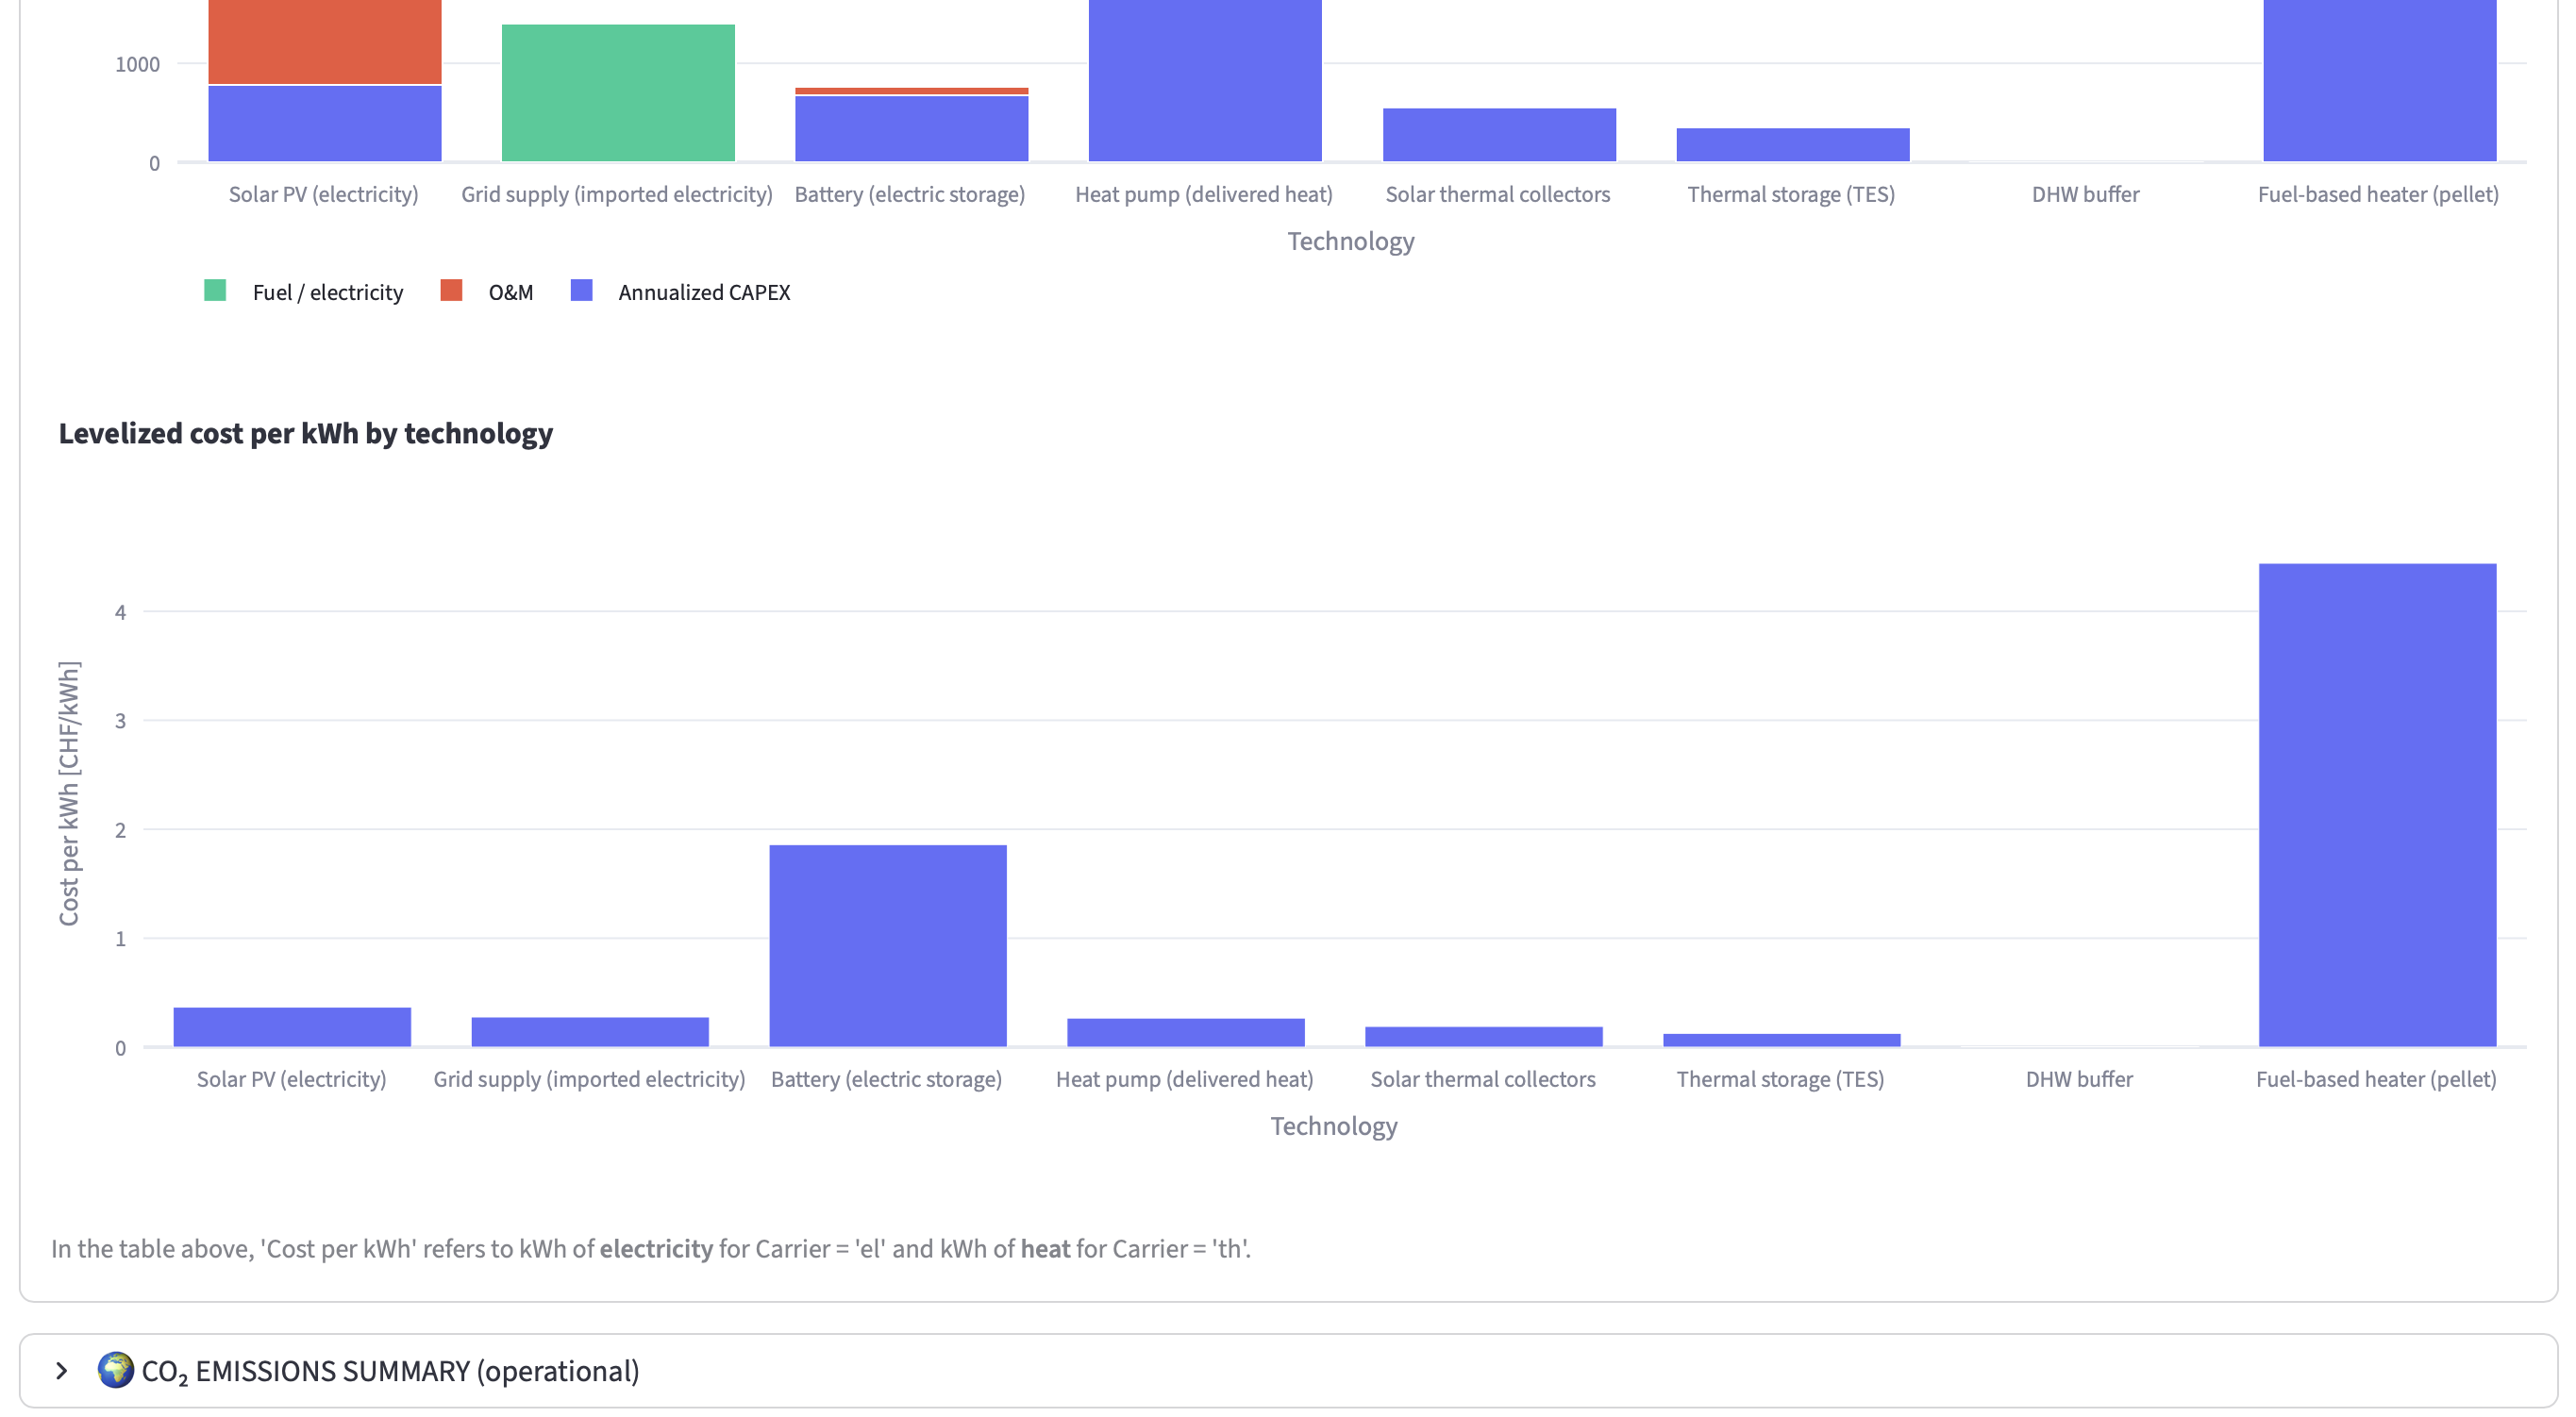 1000
0
Solar PV (electricity) Grid supply (imported electricity) Battery (electric storage) Heat pump (delivered heat) Solar thermal collectors Thermal storage (TES) DHW buffer Fuel-based heater (pellet)
Technology
Fuel / electricity O&M Annualized CAPEX
Levelized cost per kWh by technology
Cost per kWh [CHF/kWh]
4
3
2
1
0
Solar PV (electricity) Grid supply (imported electricity) Battery (electric storage) Heat pump (delivered heat) Solar thermal collectors Thermal storage (TES) DHW buffer Fuel-based heater (pellet)
Technology
In the table above, 'Cost per kWh' refers to kWh of electricity for Carrier = 'el' and kWh of heat for Carrier = 'th'.
CO₂ EMISSIONS SUMMARY (operational)